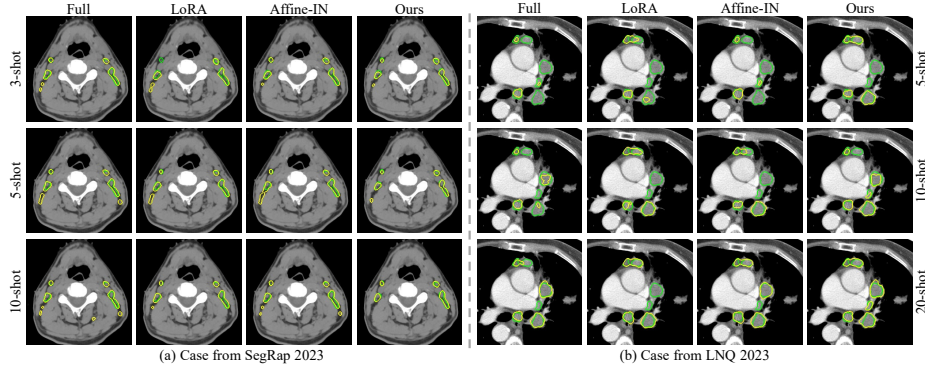 Full LoRA Affine-IN Ours Full LoRA Affine-IN Ours
3-shot 5-shot
5-shot 10-shot
10-shot 20-shot
(a) Case from SegRap 2023 (b) Case from LNQ 2023